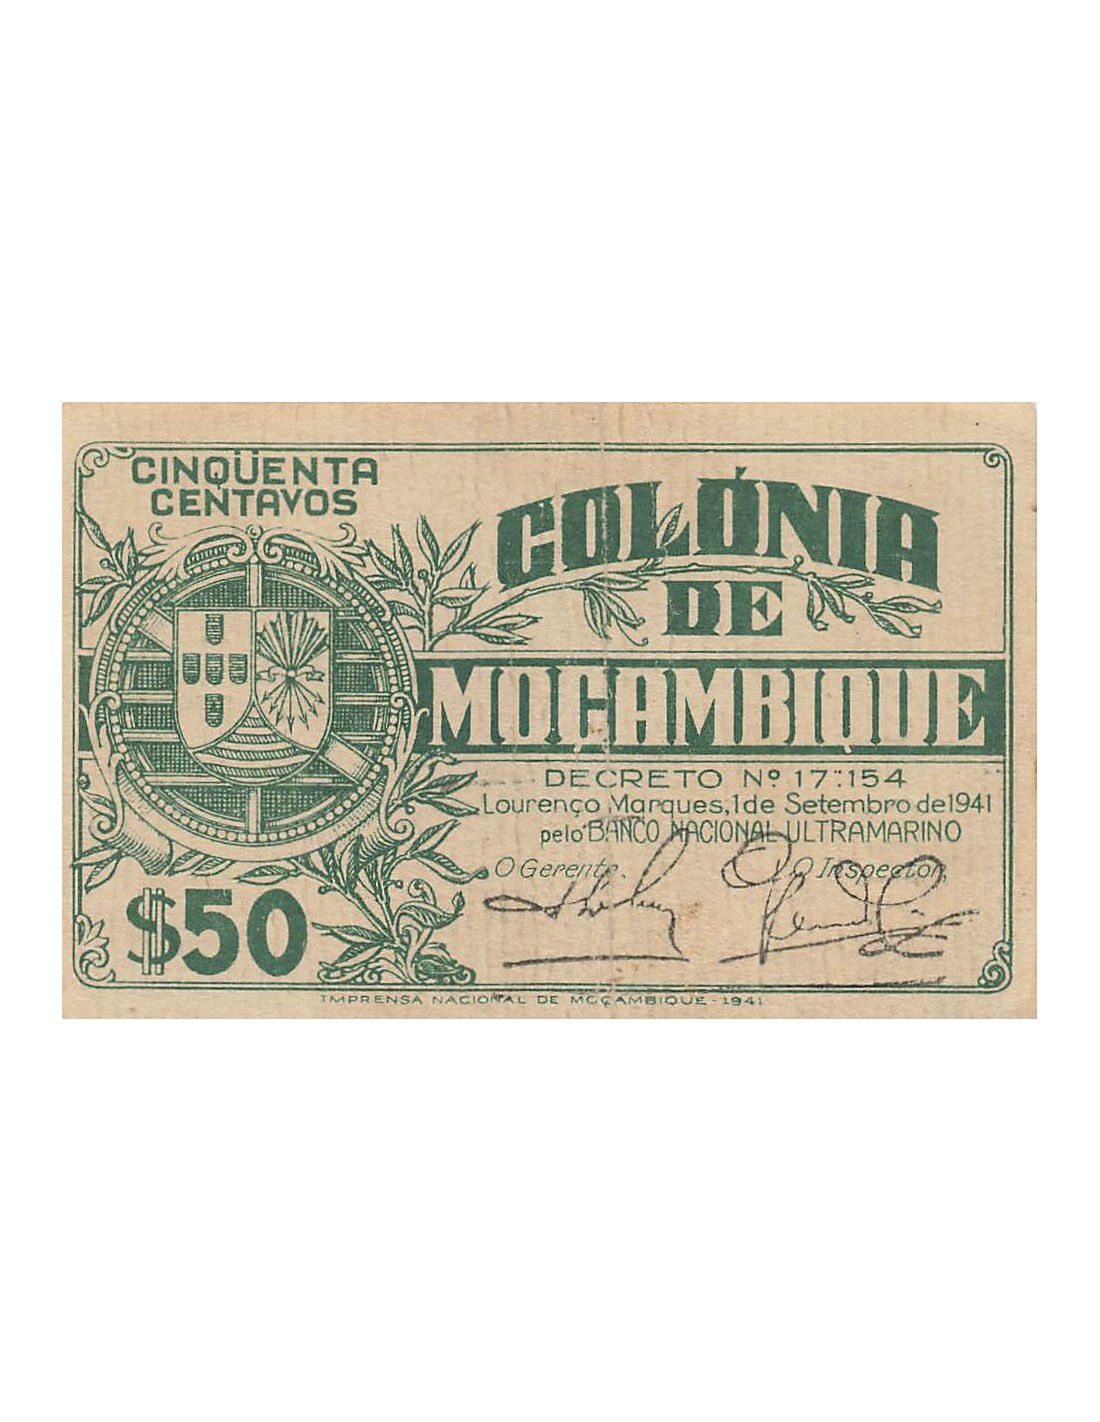 CINQÜENTA
CENTAVOS
COLÓNIA
DE
MOÇAMBIQUE
DECRETO Nº 17:154
Lourenço Marques, 1 de Setembro de 1941
pelo BANCO NACIONAL ULTRAMARINO
O Gerente, O Inspector,
$50
IMPRENSA NACIONAL DE MOÇAMBIQUE - 1941